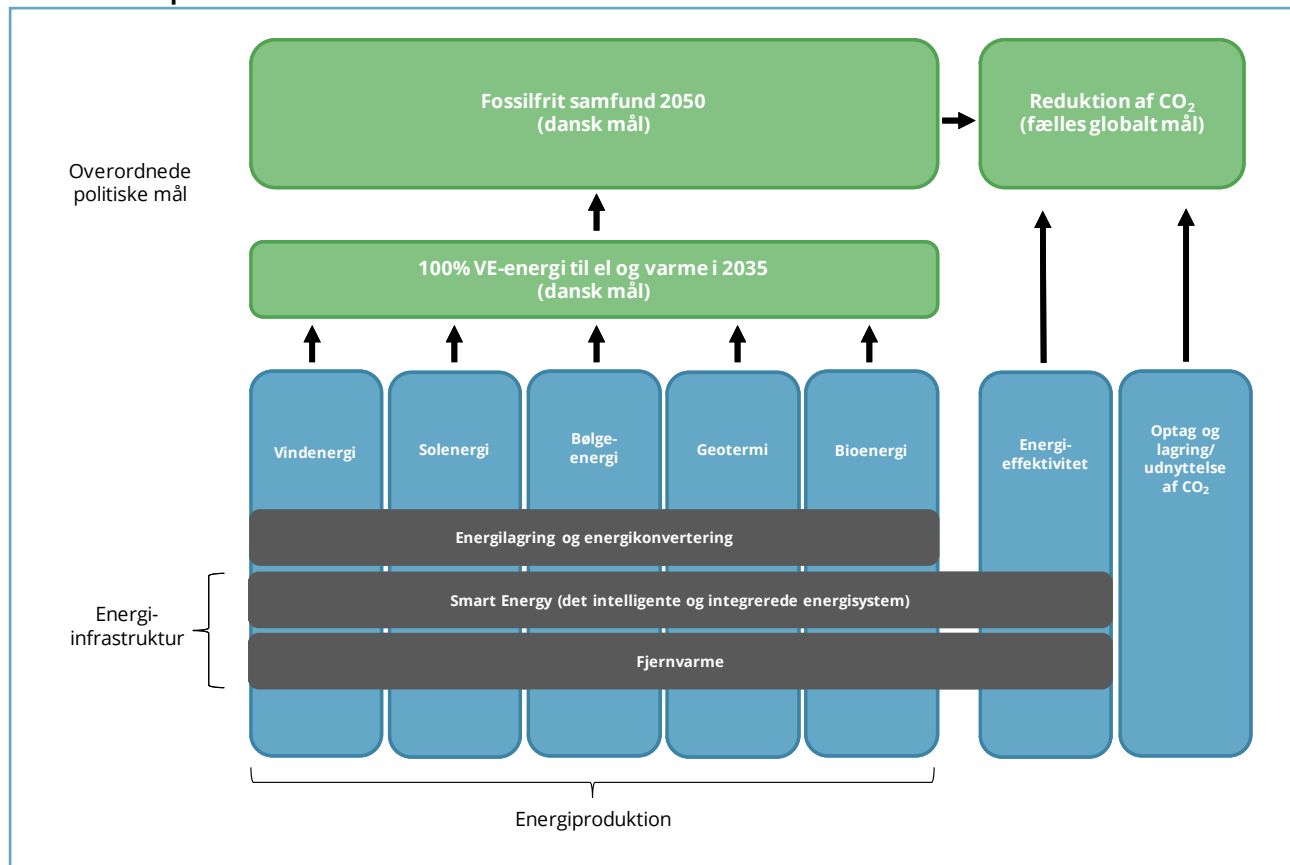 Fossilfrit samfund 2050
(dansk mål)
Reduktion af CO₂
(fælles globalt mål)
Overordnede
politiske mål
100% VE-energi til el og varme i 2035
(dansk mål)
Vindenergi
Solenergi
Bølge-
energi
Geotermi
Bioenergi
Energi-
effektivitet
Optag og
lagring/
udnyttelse
af CO₂
Energilagring og energikonvertering
Smart Energy (det intelligente og integrerede energisystem)
Energi-
infrastruktur
Fjernvarme
Energiproduktion